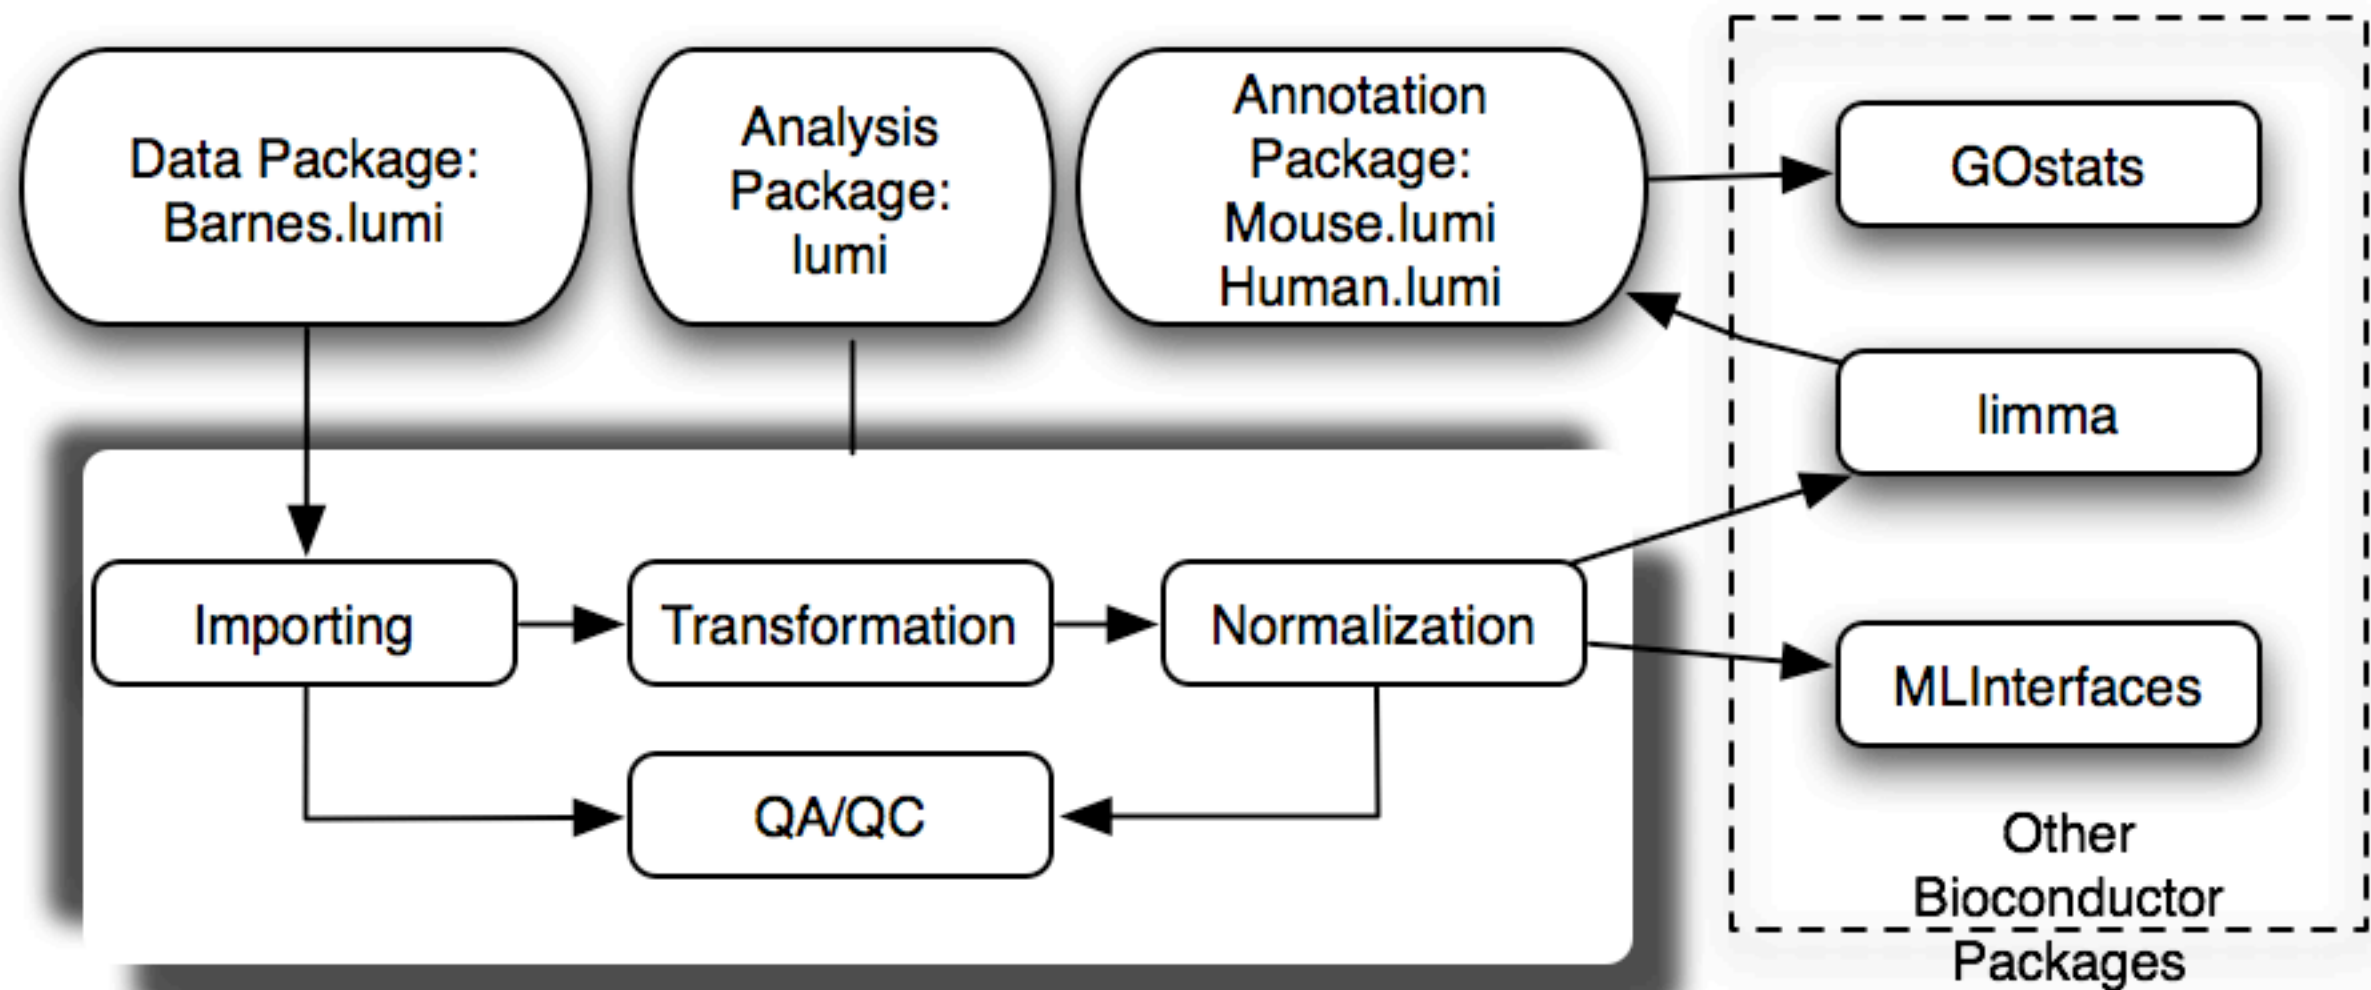 Data Package:
Barnes.lumi
Analysis
Package:
lumi
Annotation
Package:
Mouse.lumi
Human.lumi
GOstats
limma
Importing
Transformation
Normalization
MLInterfaces
QA/QC
Other
Bioconductor
Packages